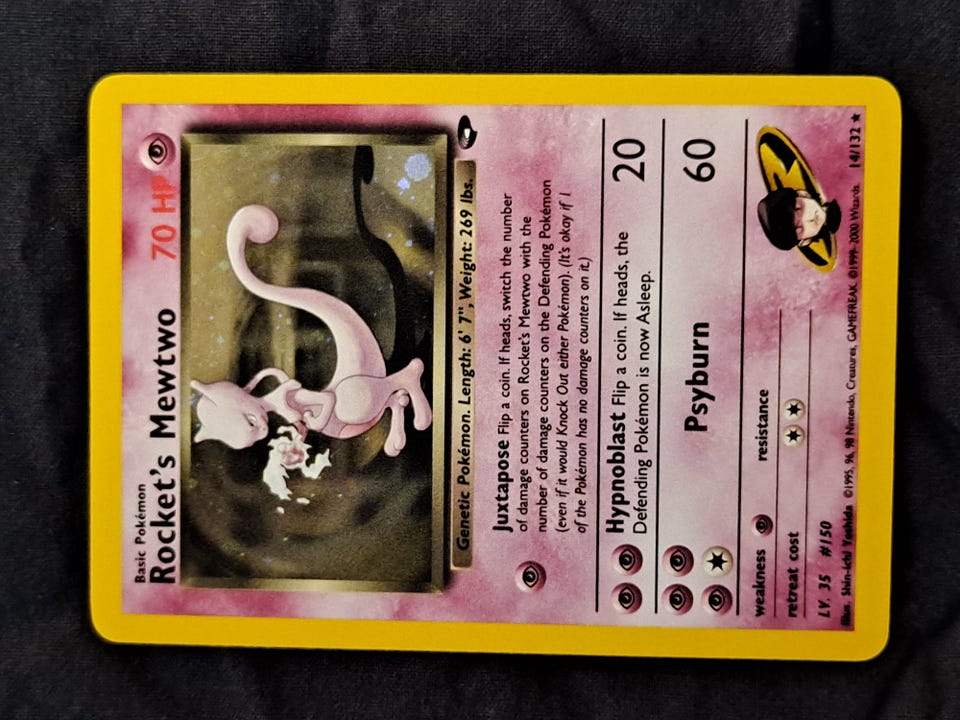 Basic Pokémon
Rocket's Mewtwo 70 HP
Genetic Pokémon. Length: 6' 7", Weight: 269 lbs.
Juxtapose Flip a coin. If heads, switch the number
of damage counters on Rocket's Mewtwo with the
number of damage counters on the Defending Pokémon
(even if it would Knock Out either Pokémon). (It's okay if 1
of the Pokémon has no damage counters on it.)
Hypnoblast Flip a coin. If heads, the
Defending Pokémon is now Asleep.
20
Psyburn 60
weakness
resistance
retreat cost
LV. 35 #150
Illus. Shin-ichi Yoshida ©1995, 96, 98 Nintendo, Creatures, GAMEFREAK. ©1999-2000 Wizards. 14/132 ★